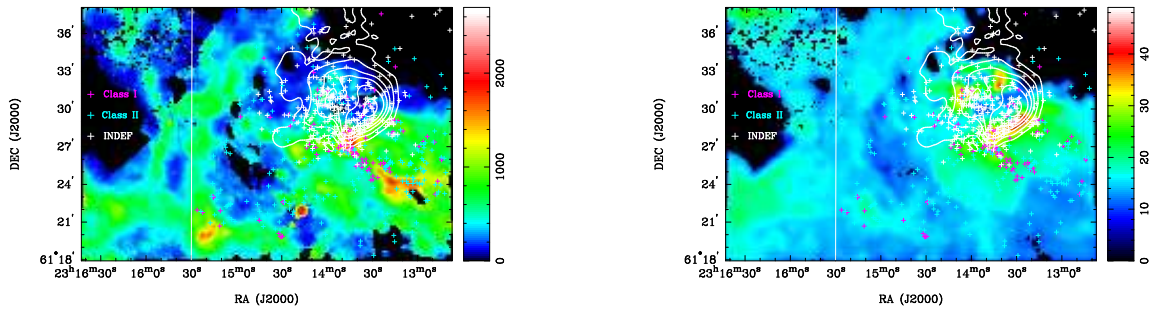 36′
33′
30′
27′
24′
21′
61°18′
DEC (J2000)
Class I
Class II
INDEF
23h16m0s
16m0s
30s
15m0s
30s
14m0s
30s
13m0s
RA (J2000)
2000
1000
0
36′
33′
30′
27′
24′
21′
61°18′
DEC (J2000)
Class I
Class II
INDEF
23h16m30s
16m0s
30s
15m0s
30s
14m0s
30s
13m0s
RA (J2000)
40
30
20
10
0